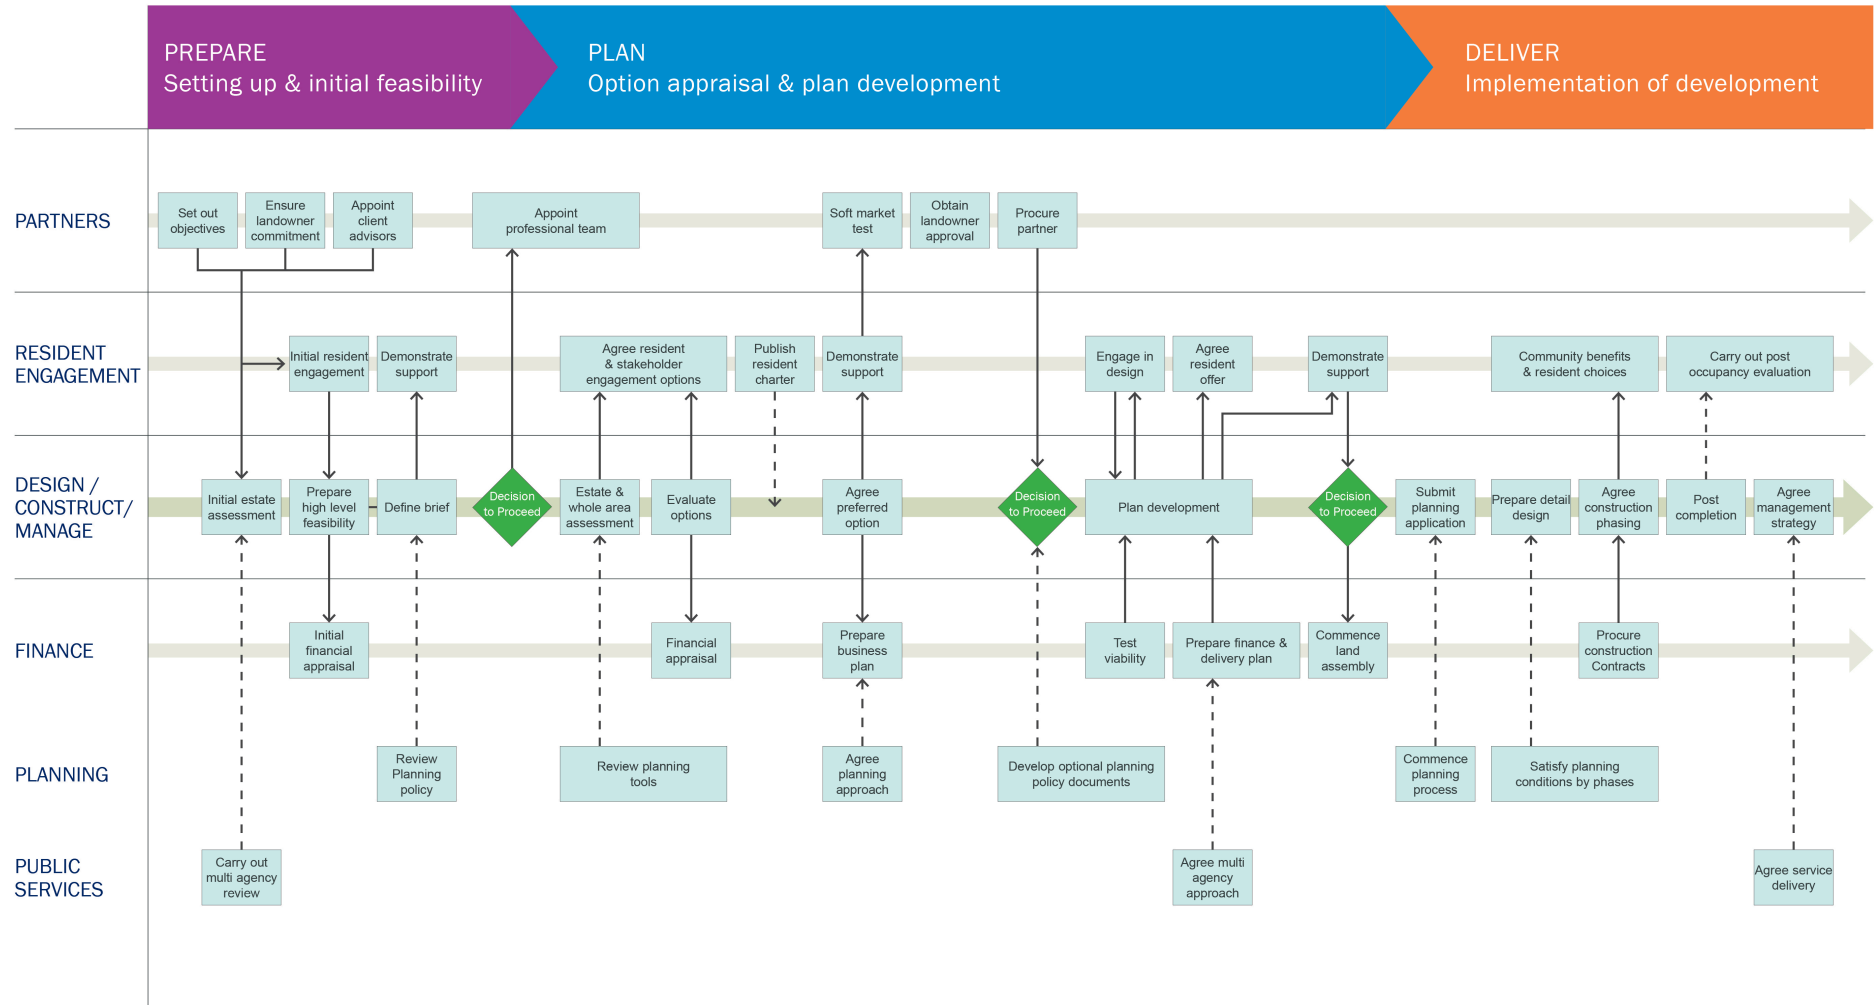 PREPARE
Setting up & initial feasibility
PLAN
Option appraisal & plan development
DELIVER
Implementation of development
PARTNERS
Set out
objectives
Ensure
landowner
commitment
Appoint
client
advisors
Appoint
professional team
Soft market
test
Obtain
landowner
approval
Procure
partner
RESIDENT
ENGAGEMENT
Initial resident
engagement
Demonstrate
support
Agree resident
& stakeholder
engagement options
Publish
resident
charter
Demonstrate
support
Engage in
design
Agree
resident
offer
Demonstrate
support
Community benefits
& resident choices
Carry out post
occupancy evaluation
DESIGN /
CONSTRUCT/
MANAGE
Initial estate
assessment
Prepare
high level
feasibility
Define brief
Decision
to Proceed
Estate &
whole area
assessment
Evaluate
options
Agree
preferred
option
Decision
to Proceed
Plan development
Decision
to Proceed
Submit
planning
application
Prepare detail
design
Agree
construction
phasing
Post
completion
Agree
management
strategy
FINANCE
Initial
financial
appraisal
Financial
appraisal
Prepare
business
plan
Test
viability
Prepare finance &
delivery plan
Commence
land
assembly
Procure
construction
Contracts
PLANNING
Review
Planning
policy
Review planning
tools
Agree
planning
approach
Develop optional planning
policy documents
Commence
planning
process
Satisfy planning
conditions by phases
PUBLIC
SERVICES
Carry out
multi agency
review
Agree multi
agency
approach
Agree service
delivery